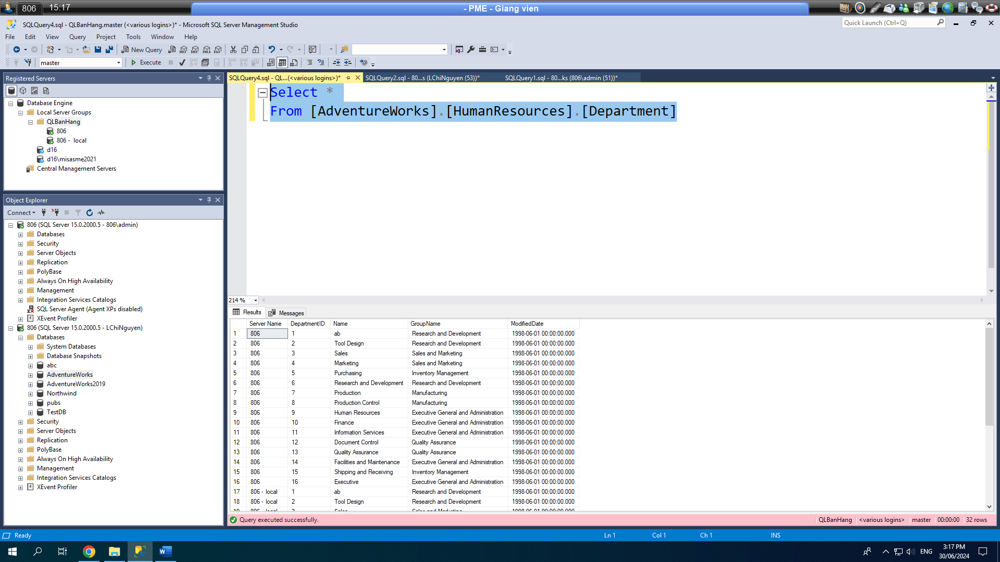 806 15:17 - PME - Giang vien
SQLQuery4.sql - QLBanHang.master (<various logins>)* - Microsoft SQL Server Management Studio
Quick Launch (Ctrl+Q)
File Edit View Query Project Tools Window Help
New Query MDX DMX XMLA DAX
master Execute
Registered Servers
Database Engine
Local Server Groups
QLBanHang
806
806 - local
d16
d16\misasme2021
Central Management Servers
Object Explorer
Connect
806 (SQL Server 15.0.2000.5 - 806\admin)
Databases
Security
Server Objects
Replication
PolyBase
Always On High Availability
Management
Integration Services Catalogs
SQL Server Agent (Agent XPs disabled)
XEvent Profiler
806 (SQL Server 15.0.2000.5 - LChiNguyen)
Databases
System Databases
Database Snapshots
abc
AdventureWorks
AdventureWorks2019
Northwind
pubs
TestDB
Security
Server Objects
Replication
PolyBase
Always On High Availability
Management
Integration Services Catalogs
XEvent Profiler
SQLQuery4.sql - QL...(<various logins>)* SQLQuery2.sql - 80...s (LChiNguyen (53))* SQLQuery1.sql - 80...ks (806\admin (51))*
Select *
From [AdventureWorks].[HumanResources].[Department]
214 %
Results Messages
Server Name DepartmentID Name GroupName ModifiedDate
1 806 1 ab Research and Development 1998-06-01 00:00:00.000
2 806 2 Tool Design Research and Development 1998-06-01 00:00:00.000
3 806 3 Sales Sales and Marketing 1998-06-01 00:00:00.000
4 806 4 Marketing Sales and Marketing 1998-06-01 00:00:00.000
5 806 5 Purchasing Inventory Management 1998-06-01 00:00:00.000
6 806 6 Research and Development Research and Development 1998-06-01 00:00:00.000
7 806 7 Production Manufacturing 1998-06-01 00:00:00.000
8 806 8 Production Control Manufacturing 1998-06-01 00:00:00.000
9 806 9 Human Resources Executive General and Administration 1998-06-01 00:00:00.000
10 806 10 Finance Executive General and Administration 1998-06-01 00:00:00.000
11 806 11 Information Services Executive General and Administration 1998-06-01 00:00:00.000
12 806 12 Document Control Quality Assurance 1998-06-01 00:00:00.000
13 806 13 Quality Assurance Quality Assurance 1998-06-01 00:00:00.000
14 806 14 Facilities and Maintenance Executive General and Administration 1998-06-01 00:00:00.000
15 806 15 Shipping and Receiving Inventory Management 1998-06-01 00:00:00.000
16 806 16 Executive Executive General and Administration 1998-06-01 00:00:00.000
17 806 - local 1 ab Research and Development 1998-06-01 00:00:00.000
18 806 - local 2 Tool Design Research and Development 1998-06-01 00:00:00.000
Query executed successfully. QLBanHang <various logins> master 00:00:00 32 rows
Ready Ln 1 Col 1 Ch 1 INS
ENG 3:17 PM
30/06/2024